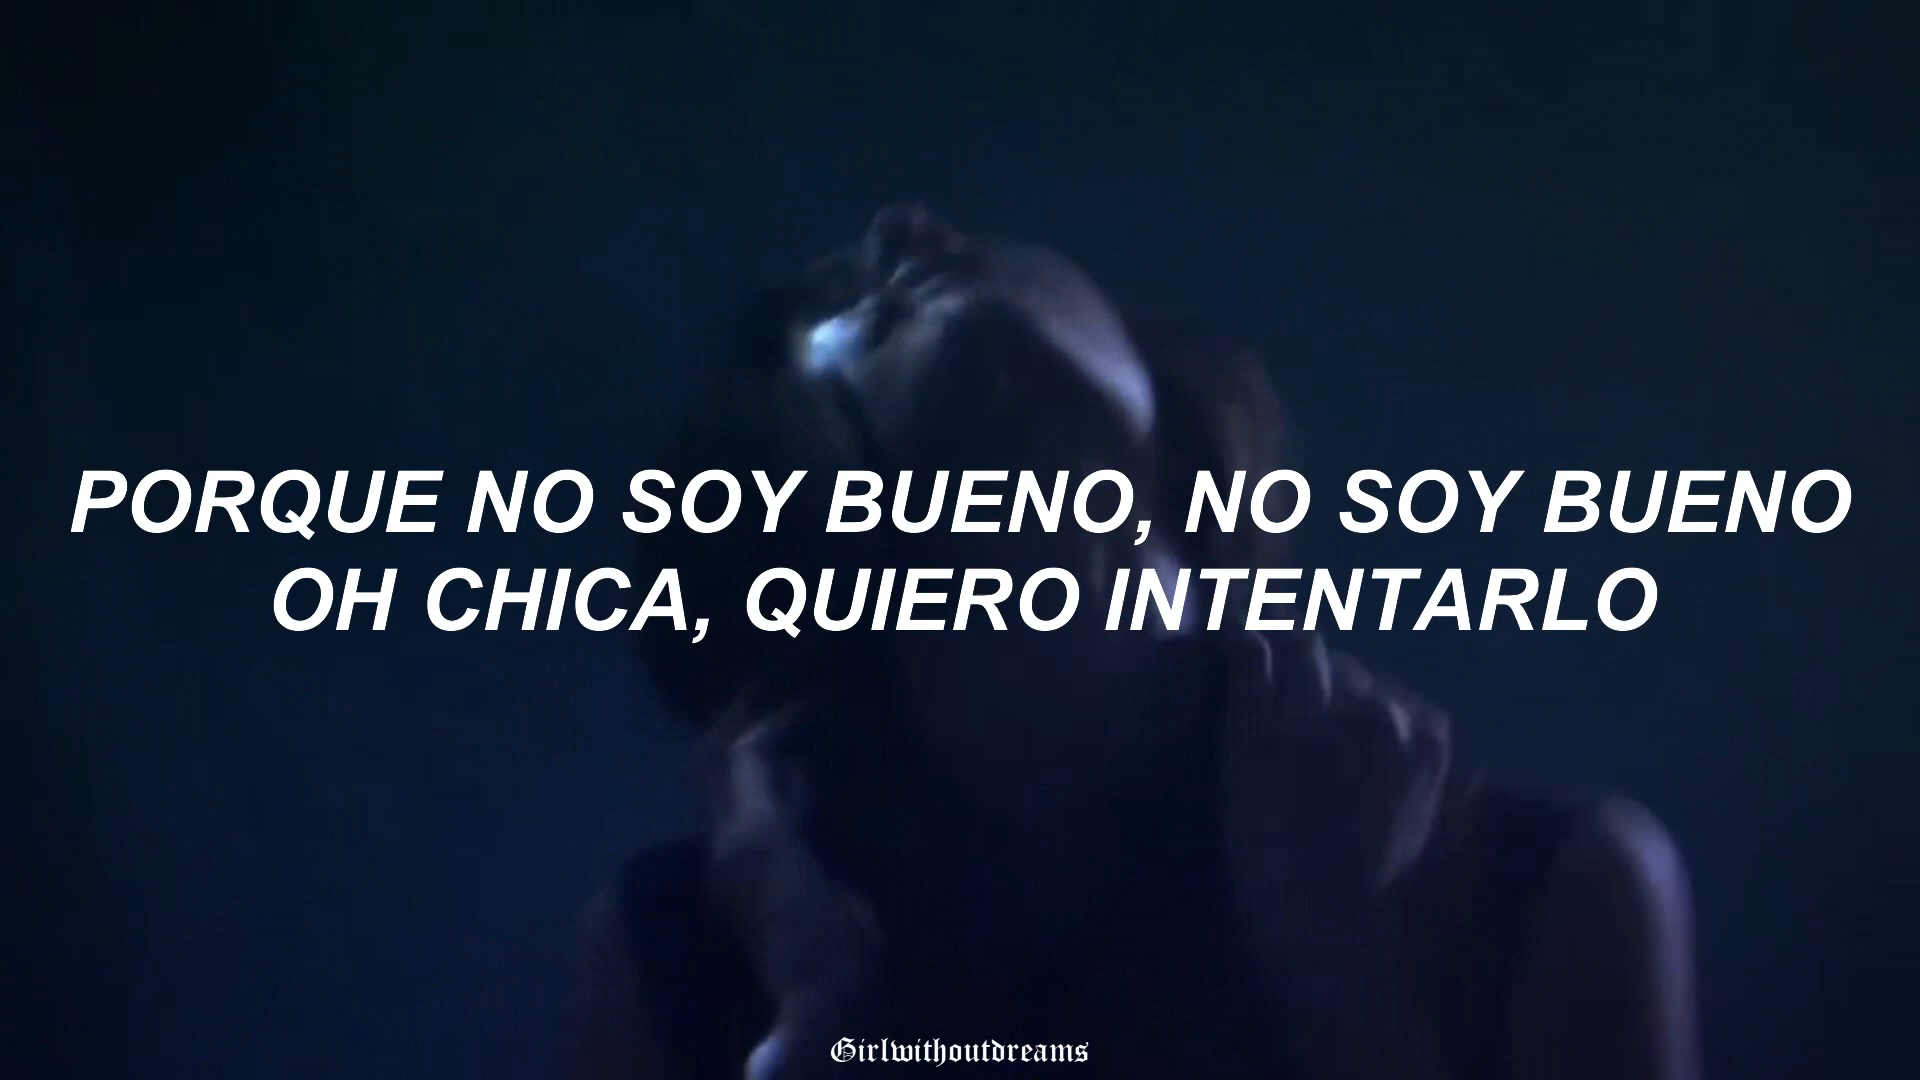 PORQUE NO SOY BUENO, NO SOY BUENO
OH CHICA, QUIERO INTENTARLO
Girlwithoutdreams